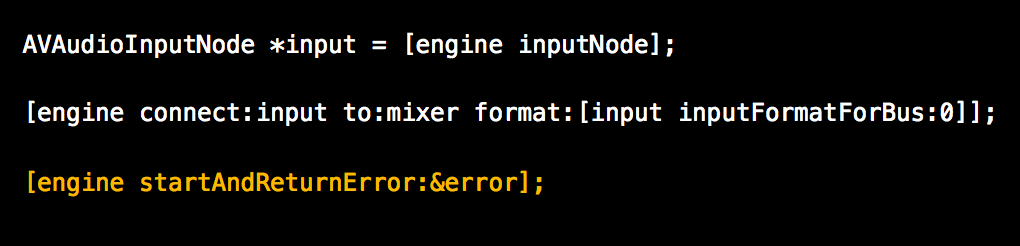 AVAudioInputNode *input = [engine inputNode];
[engine connect:input to:mixer format:[input inputFormatForBus:0]];
[engine startAndReturnError:&error];